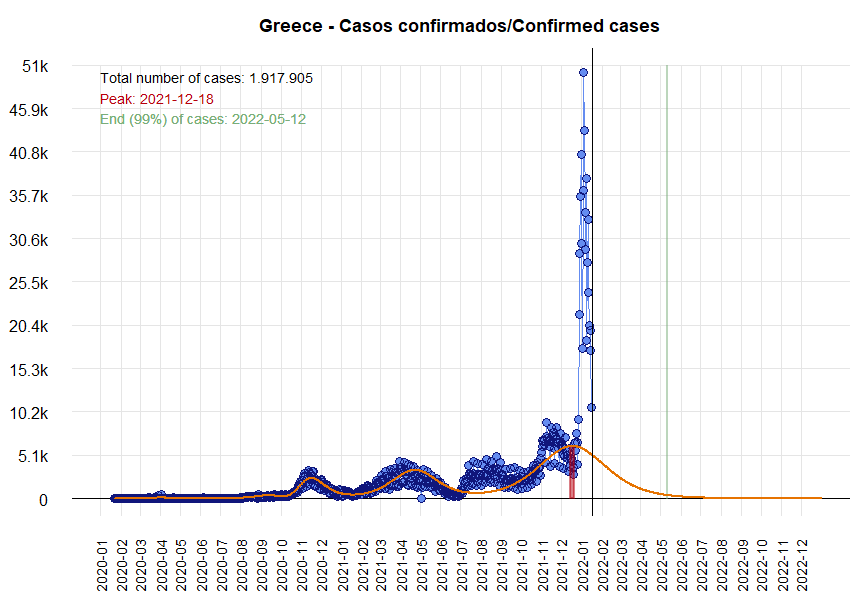 Greece - Casos confirmados/Confirmed cases
51k
45.9k
40.8k
35.7k
30.6k
25.5k
20.4k
15.3k
10.2k
5.1k
0
Total number of cases: 1.917.905
Peak: 2021-12-18
End (99%) of cases: 2022-05-12
2020-01
2020-02
2020-03
2020-04
2020-05
2020-06
2020-07
2020-08
2020-09
2020-10
2020-11
2020-12
2021-01
2021-02
2021-03
2021-04
2021-05
2021-06
2021-07
2021-08
2021-09
2021-10
2021-11
2021-12
2022-01
2022-02
2022-03
2022-04
2022-05
2022-06
2022-07
2022-08
2022-09
2022-10
2022-11
2022-12